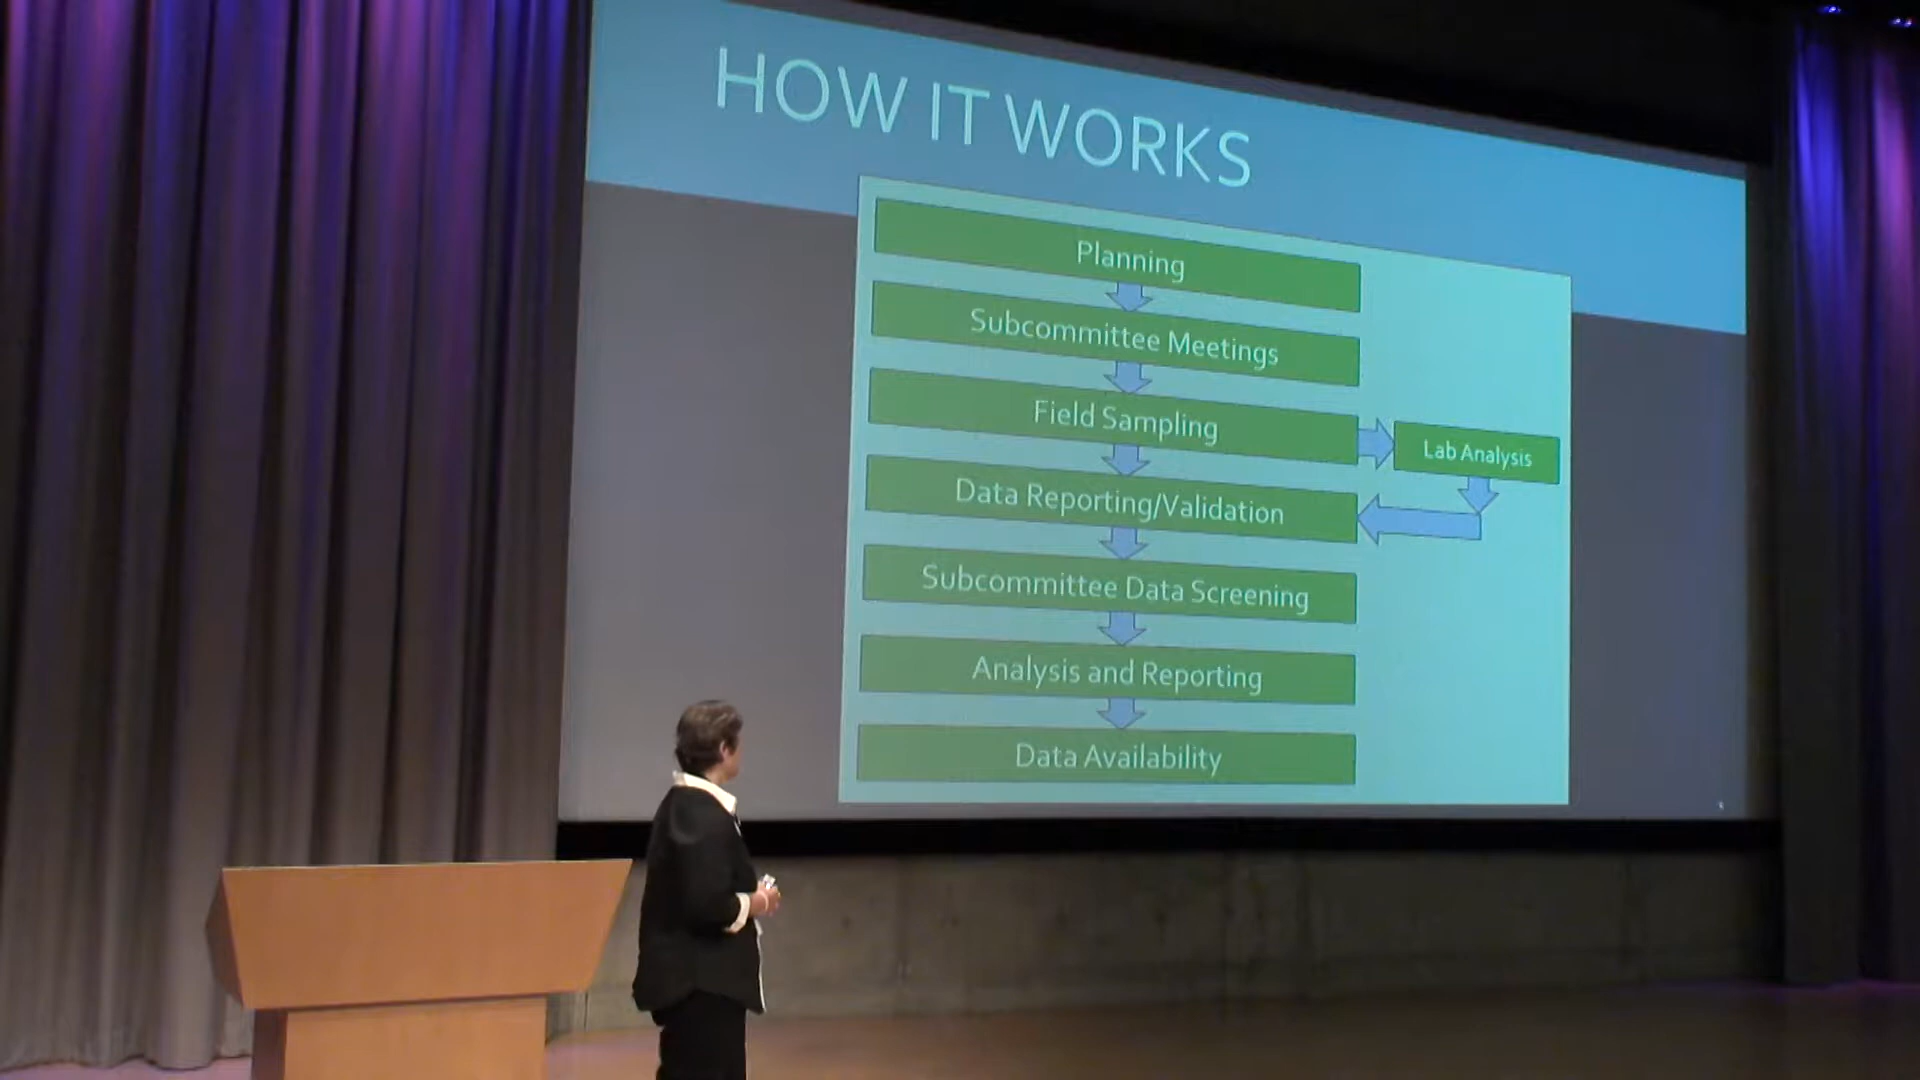 HOW IT WORKS
Planning
Subcommittee Meetings
Field Sampling
Lab Analysis
Data Reporting/Validation
Subcommittee Data Screening
Analysis and Reporting
Data Availability